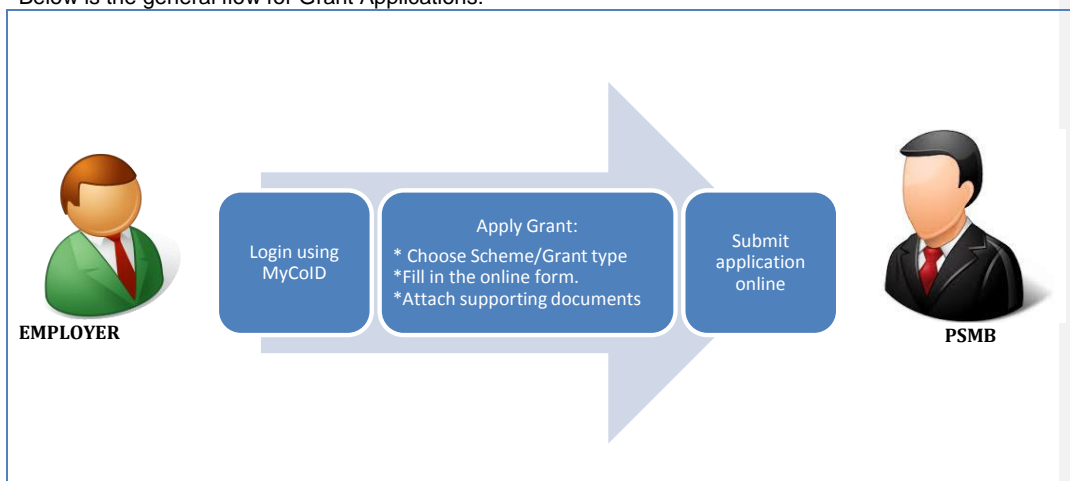 Below is the general flow for Grant Applications:
Login using
MyCoID
Apply Grant:
* Choose Scheme/Grant type
*Fill in the online form.
*Attach supporting documents
Submit
application
online
EMPLOYER
PSMB